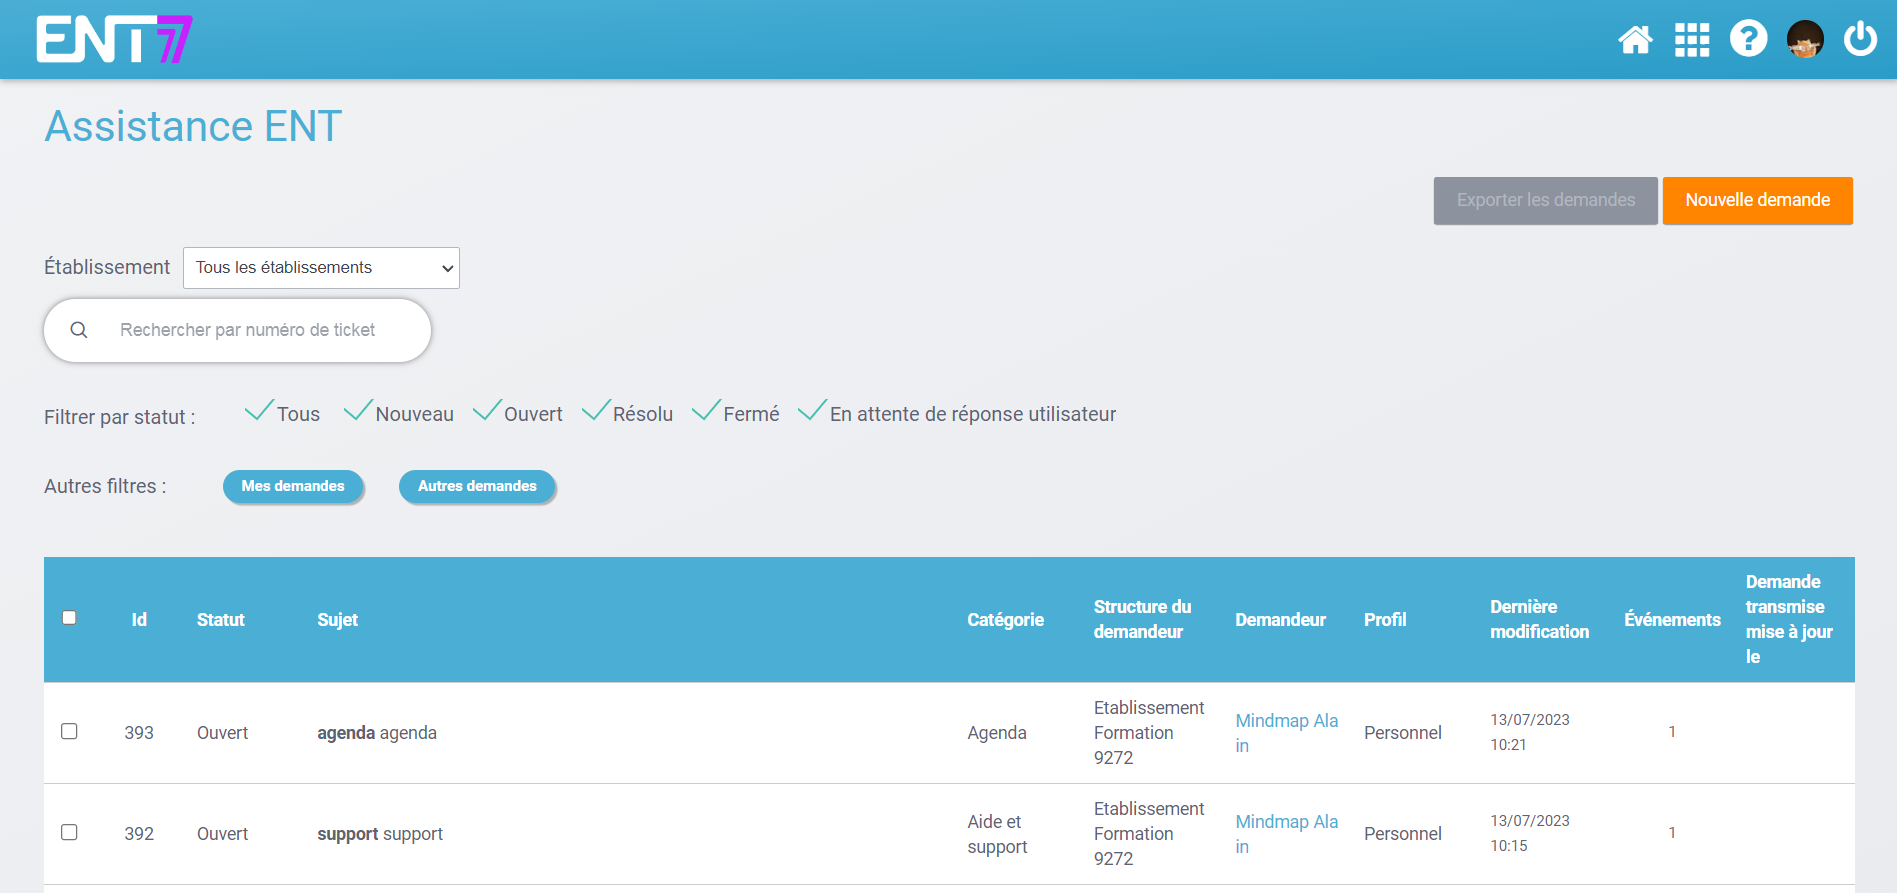 ENT77
Assistance ENT
Exporter les demandes
Nouvelle demande
Établissement
Tous les établissements
Rechercher par numéro de ticket
Filtrer par statut :
Tous
Nouveau
Ouvert
Résolu
Fermé
En attente de réponse utilisateur
Autres filtres :
Mes demandes
Autres demandes
Id
Statut
Sujet
Catégorie
Structure du
demandeur
Demandeur
Profil
Dernière
modification
Événements
Demande
transmise
mise à jour
le
393
Ouvert
agenda agenda
Agenda
Etablissement
Formation
9272
Mindmap Ala
in
Personnel
13/07/2023
10:21
1
392
Ouvert
support support
Aide et
support
Etablissement
Formation
9272
Mindmap Ala
in
Personnel
13/07/2023
10:15
1